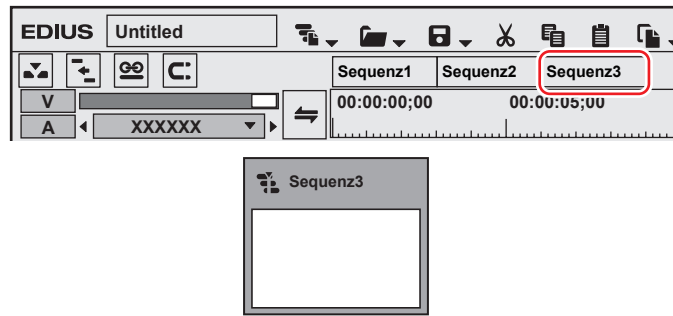 EDIUS Untitled
Sequenz1 Sequenz2 Sequenz3
V 00:00:00;00 00:00:05;00
A XXXXXX
Sequenz3